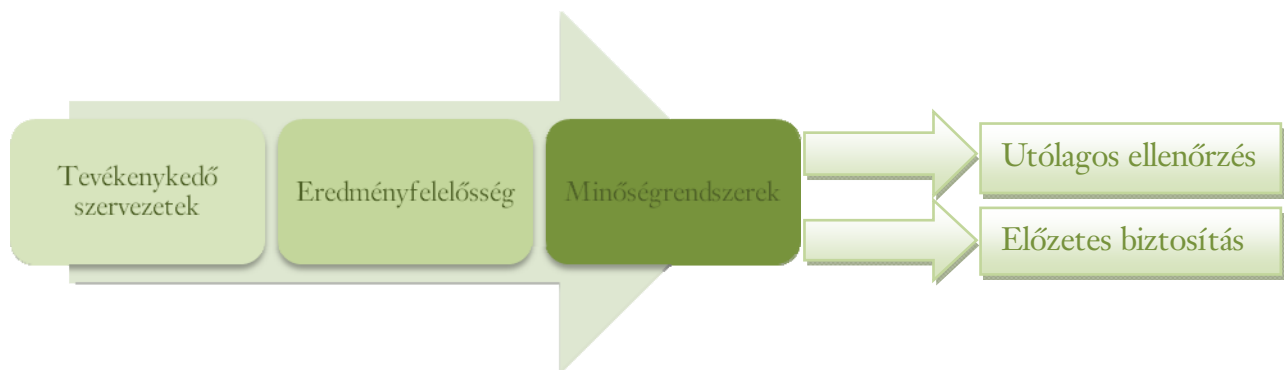 Tevékenykedő
szervezetek
Eredményfelelősség
Minőségrendszerek
Utólagos ellenőrzés
Előzetes biztosítás